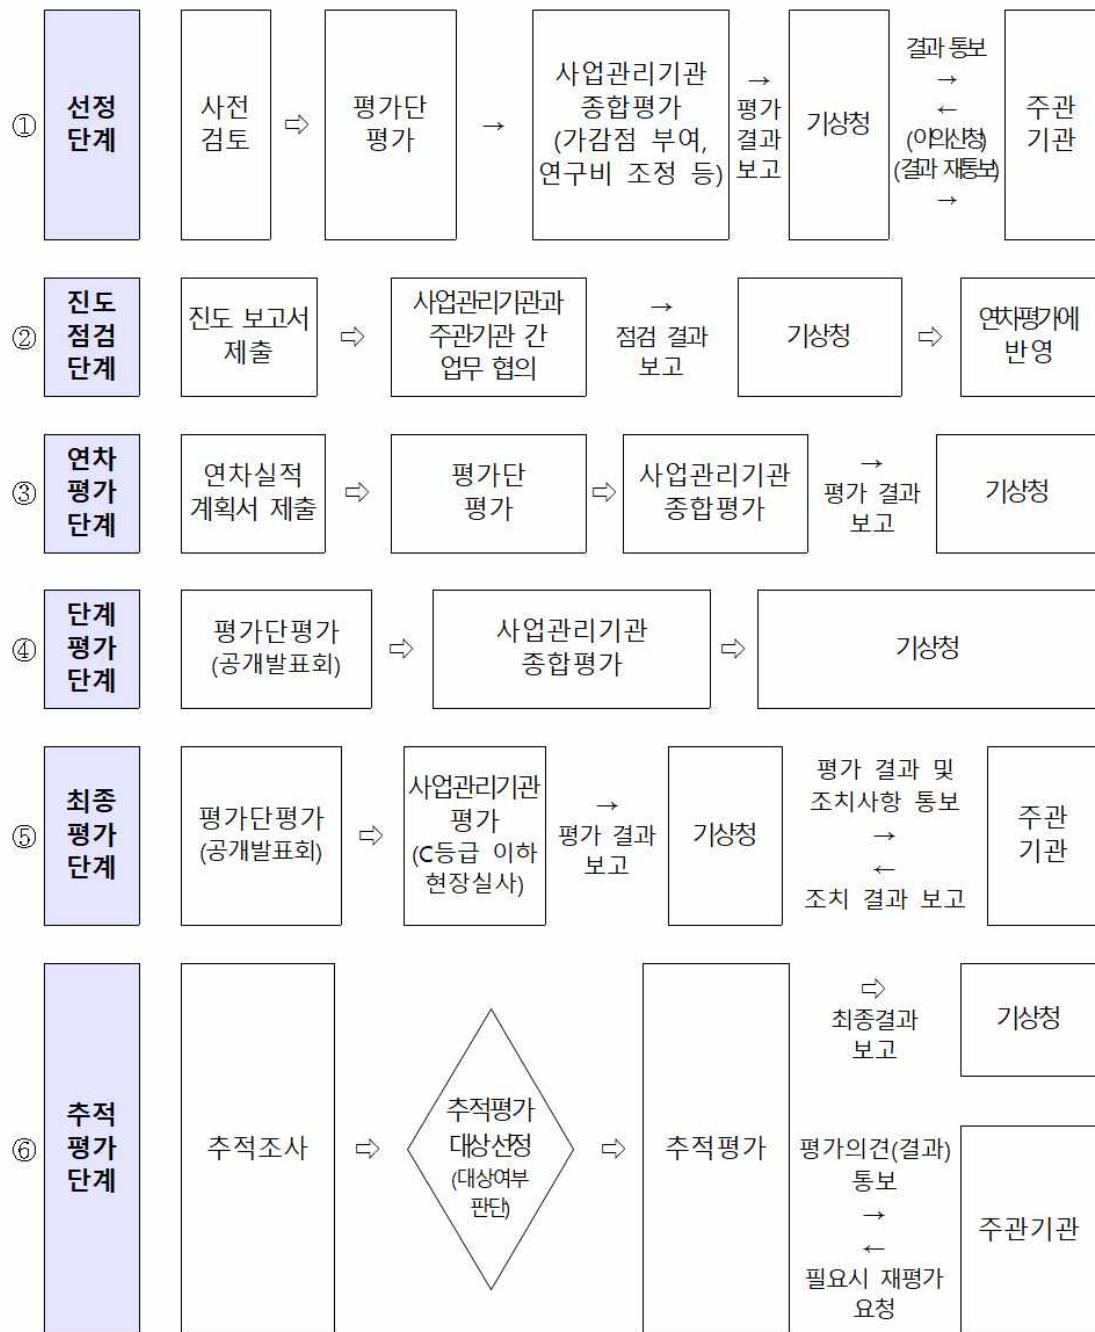 ①
선정
단계
사전
검토
⇨
평가단
평가
→
사업관리기관
종합평가
(가감점 부여,
연구비 조정 등)
→
평가
결과
보고
기상청
결과 통보
→
←
(이의신청)
(결과 재통보)
→
주관
기관
②
진도
점검
단계
진도 보고서
제출
⇨
사업관리기관과
주관기관 간
업무 협의
→
점검 결과
보고
기상청
⇨
연차평가에
반영
③
연차
평가
단계
연차실적
계획서 제출
⇨
평가단
평가
⇨
사업관리기관
종합평가
→
평가 결과
보고
기상청
④
단계
평가
단계
평가단평가
(공개발표회)
⇨
사업관리기관
종합평가
⇨
기상청
⑤
최종
평가
단계
평가단평가
(공개발표회)
⇨
사업관리기관
평가
(C등급 이하
현장실사)
→
평가 결과
보고
기상청
평가 결과 및
조치사항 통보
→
←
조치 결과 보고
주관
기관
⑥
추적
평가
단계
추적조사
⇨
추적평가
대상선정
(대상여부
판단)
⇨
추적평가
⇨
최종결과
보고
기상청
평가의견(결과)
통보
→
←
필요시 재평가
요청
주관기관